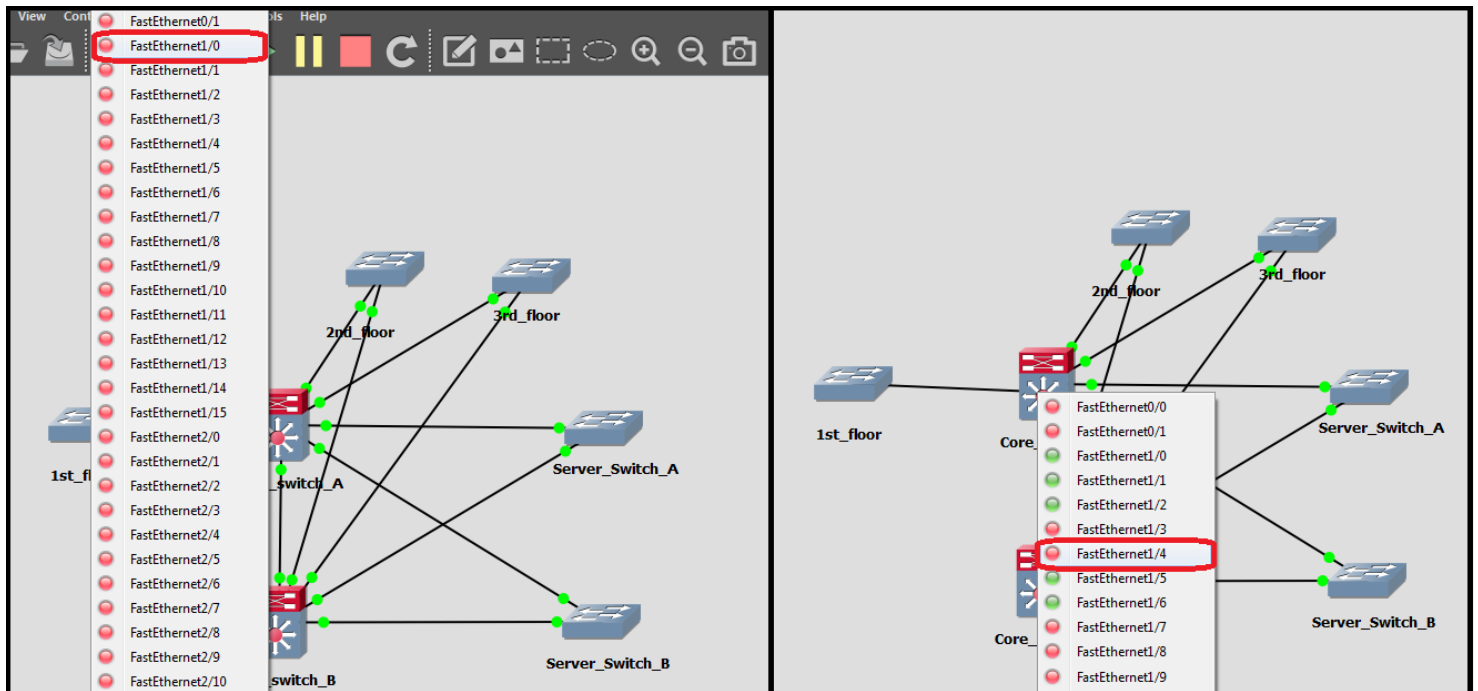 View
Help
FastEthernet0/1
FastEthernet1/0
FastEthernet1/1
FastEthernet1/2
FastEthernet1/3
FastEthernet1/4
FastEthernet1/5
FastEthernet1/6
FastEthernet1/7
FastEthernet1/8
FastEthernet1/9
FastEthernet1/10
FastEthernet1/11
FastEthernet1/12
FastEthernet1/13
FastEthernet1/14
FastEthernet1/15
FastEthernet2/0
FastEthernet2/1
FastEthernet2/2
FastEthernet2/3
FastEthernet2/4
FastEthernet2/5
FastEthernet2/6
FastEthernet2/7
FastEthernet2/8
FastEthernet2/9
FastEthernet2/10
2nd_floor
3rd_floor
1st_fl
_switch_A
Server_Switch_A
Server_Switch_B
switch_B
2nd_floor
3rd_floor
1st_floor
Core_
Server_Switch_A
FastEthernet0/0
FastEthernet0/1
FastEthernet1/0
FastEthernet1/1
FastEthernet1/2
FastEthernet1/3
FastEthernet1/4
FastEthernet1/5
FastEthernet1/6
FastEthernet1/7
FastEthernet1/8
FastEthernet1/9
Core_
Server_Switch_B